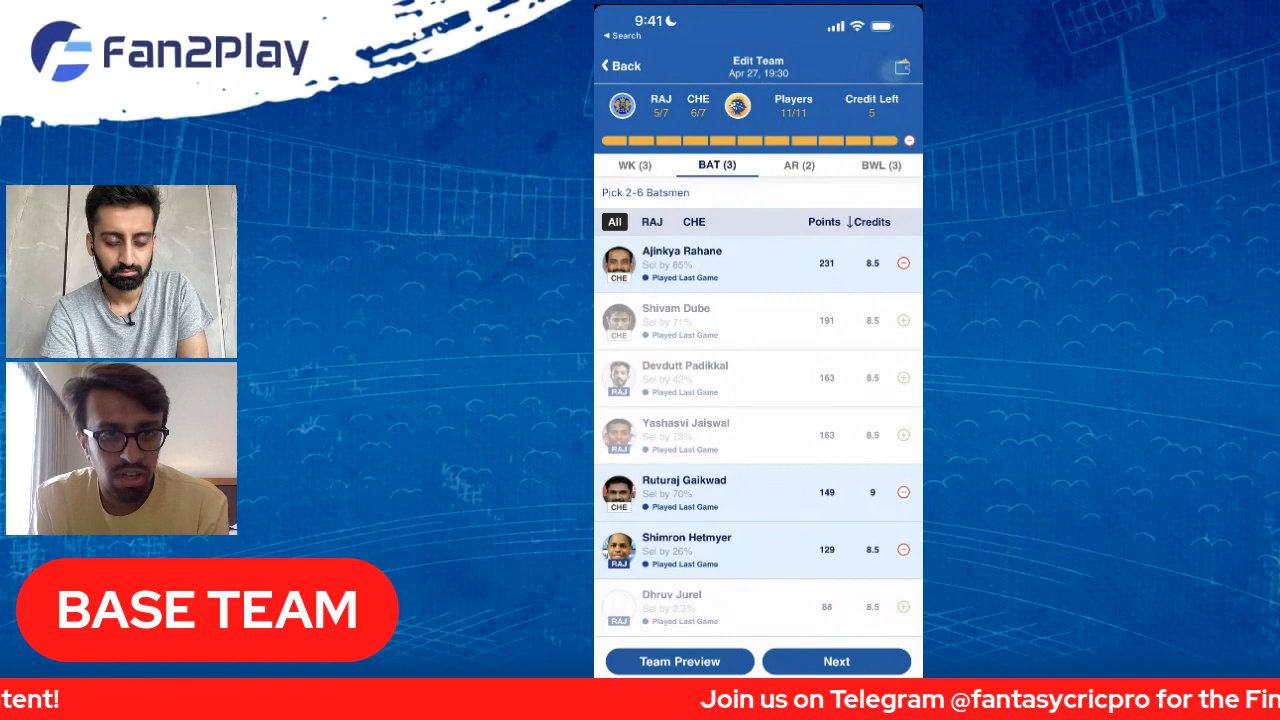 Fan2Play
9:41
Search
Back
Edit Team
Apr 27, 19:30
RAJ
5/7
CHE
6/7
Players
11/11
Credit Left
5
WK (3)
BAT (3)
AR (2)
BWL (3)
Pick 2-6 Batsmen
All RAJ CHE Points ↓Credits
Ajinkya Rahane
Sel by 85%
Played Last Game
CHE
231 8.5
Shivam Dube
Sel by 71%
Played Last Game
CHE
191 8.5
Devdutt Padikkal
Sel by 42%
Played Last Game
RAJ
163 8.5
Yashasvi Jaiswal
Sel by 73%
Played Last Game
RAJ
163 8.5
Ruturaj Gaikwad
Sel by 70%
Played Last Game
CHE
149 9
Shimron Hetmyer
Sel by 26%
Played Last Game
RAJ
129 8.5
Dhruv Jurel
Sel by 2.3%
Played Last Game
RAJ
88 8.5
Team Preview
Next
BASE TEAM
tent! Join us on Telegram @fantasycricpro for the Fin